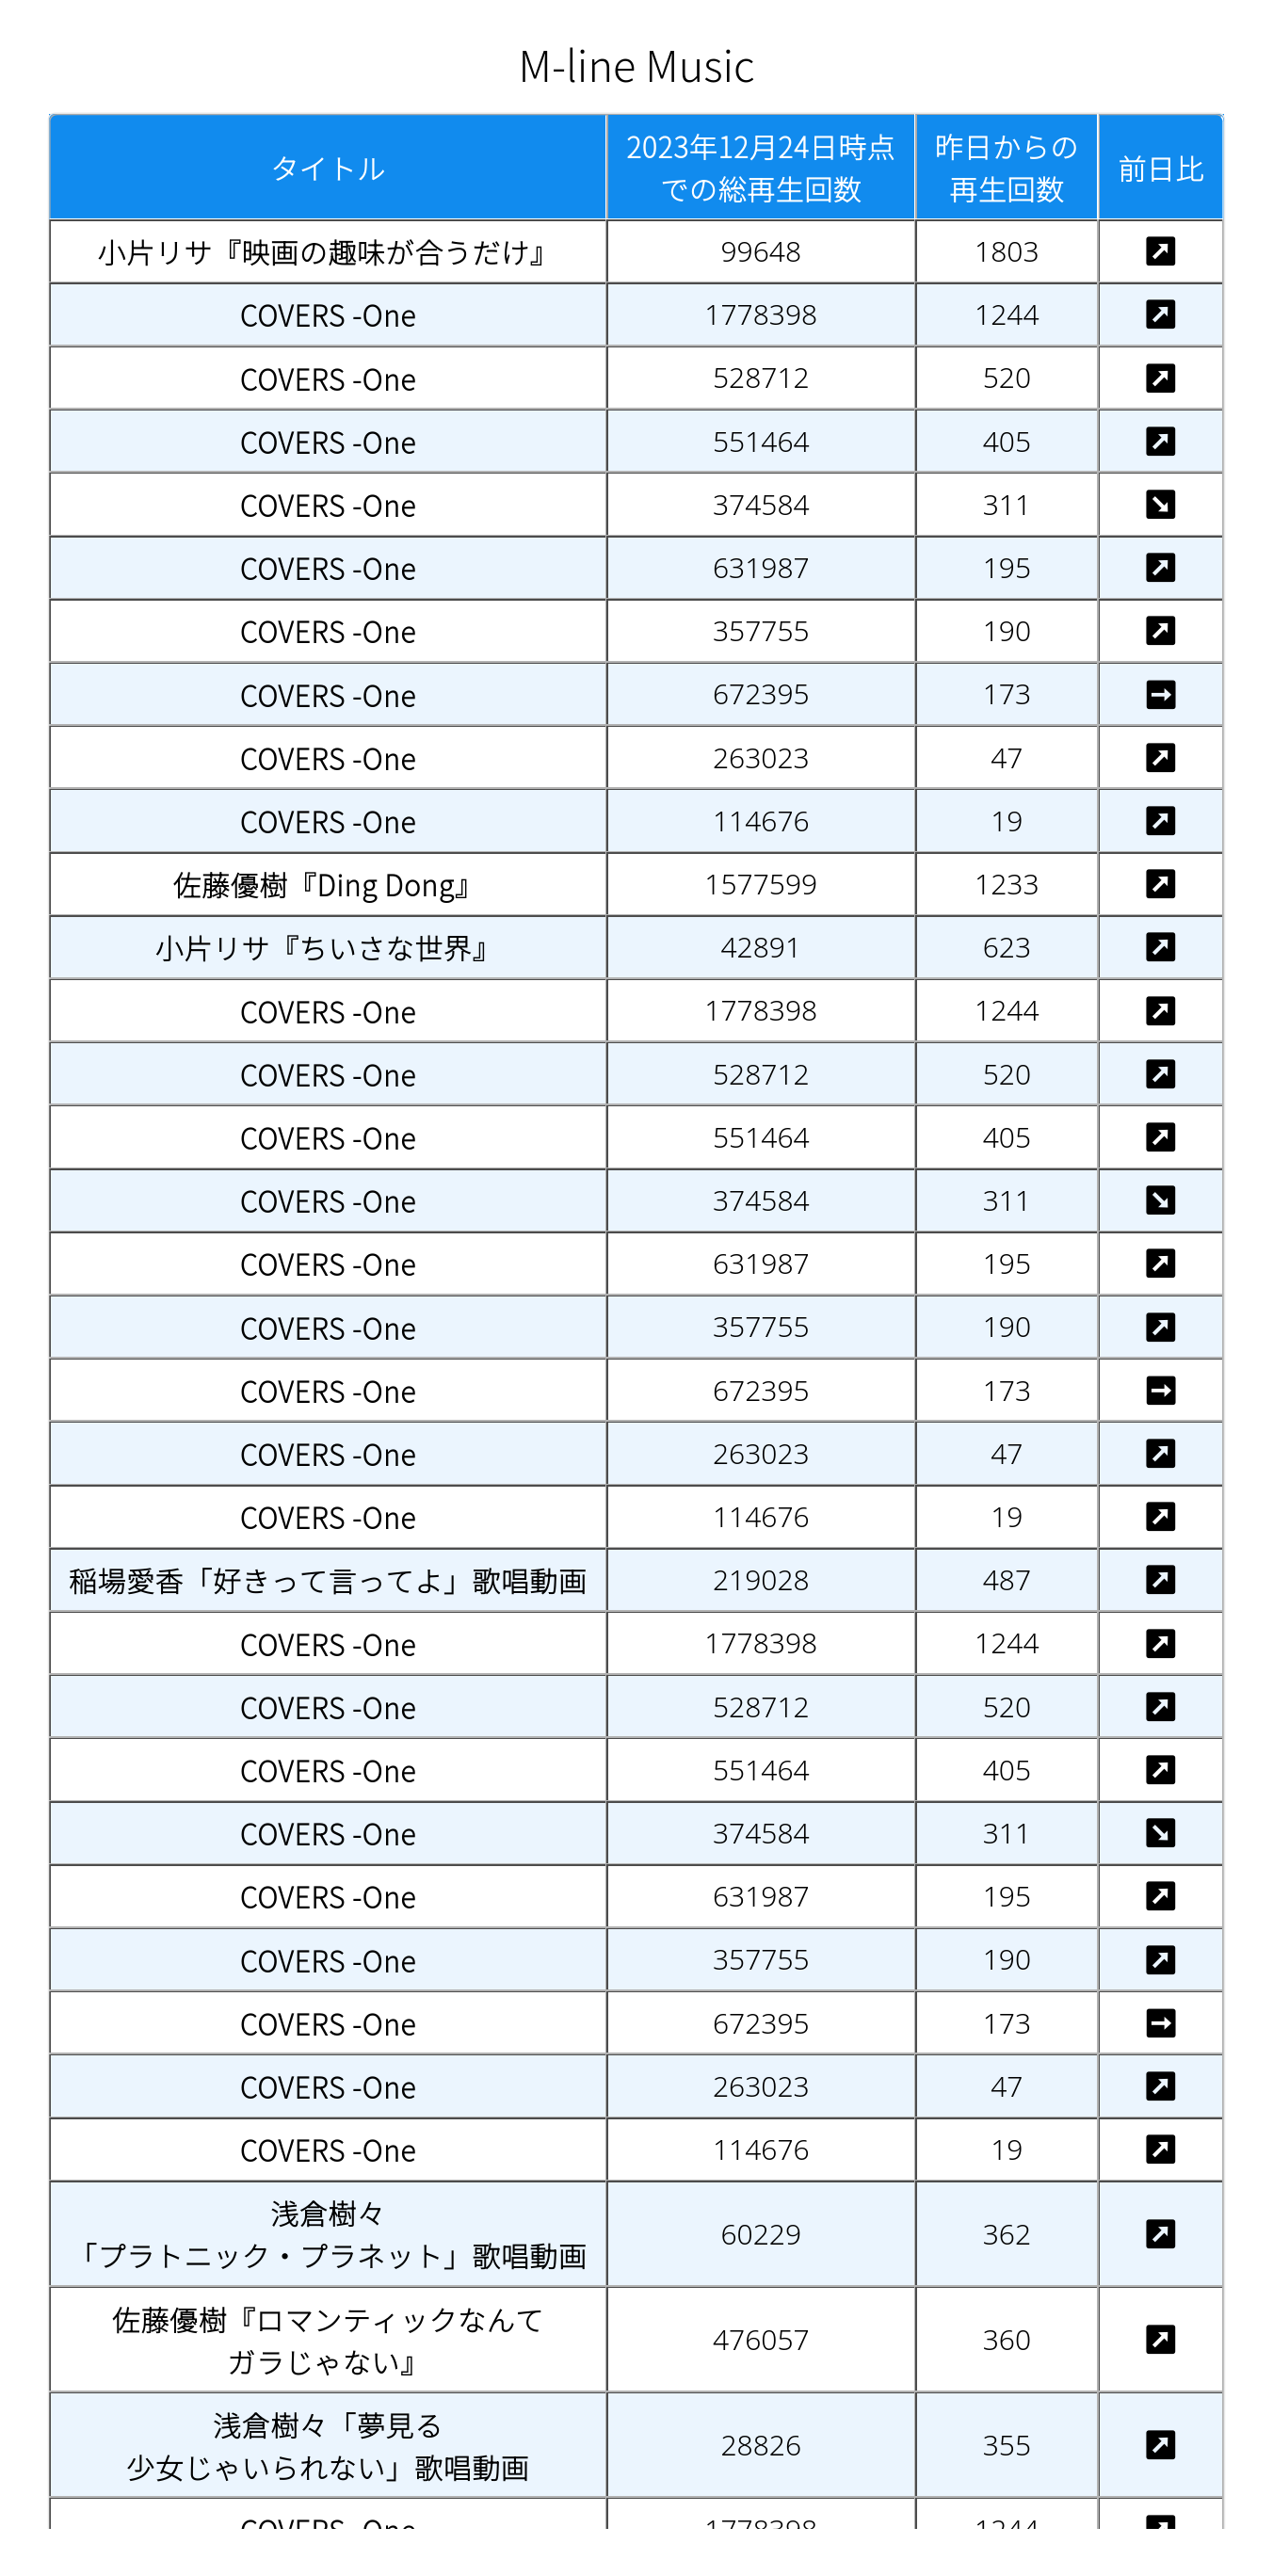 M-line Music
タイトル 2023年12月24日時点 昨日からの 前日比
での総再生回数 再生回数
小片リサ『映画の趣味が合うだけ』 99648 1803
COVERS -One 1778398 1244
COVERS -One 528712 520
COVERS -One 551464 405
COVERS -One 374584 311
COVERS -One 631987 195
COVERS -One 357755 190
COVERS -One 672395 173
COVERS -One 263023 47
COVERS -One 114676 19
佐藤優樹『Ding Dong』 1577599 1233
小片リサ『ちいさな世界』 42891 623
COVERS -One 1778398 1244
COVERS -One 528712 520
COVERS -One 551464 405
COVERS -One 374584 311
COVERS -One 631987 195
COVERS -One 357755 190
COVERS -One 672395 173
COVERS -One 263023 47
COVERS -One 114676 19
稲場愛香「好きって言ってよ」歌唱動画 219028 487
COVERS -One 1778398 1244
COVERS -One 528712 520
COVERS -One 551464 405
COVERS -One 374584 311
COVERS -One 631987 195
COVERS -One 357755 190
COVERS -One 672395 173
COVERS -One 263023 47
COVERS -One 114676 19
浅倉樹々
「プラトニック・プラネット」歌唱動画 60229 362
佐藤優樹『ロマンティックなんて
ガラじゃない』 476057 360
浅倉樹々「夢見る
少女じゃいられない」歌唱動画 28826 355
COVERS -One 1778398 1244